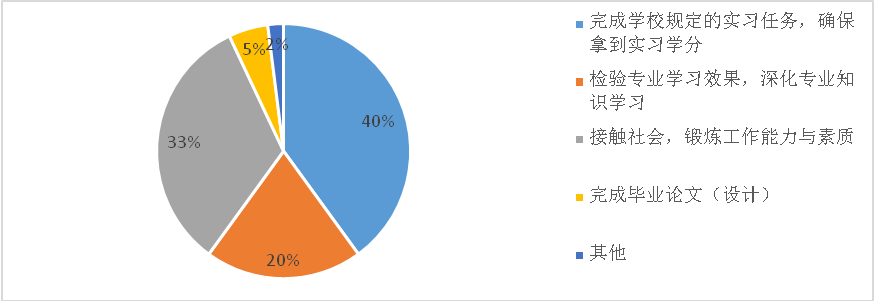 5%
2%
40%
33%
20%
完成学校规定的实习任务，确保
拿到实习学分
检验专业学习效果，深化专业知
识学习
接触社会，锻炼工作能力与素质
完成毕业论文（设计）
其他